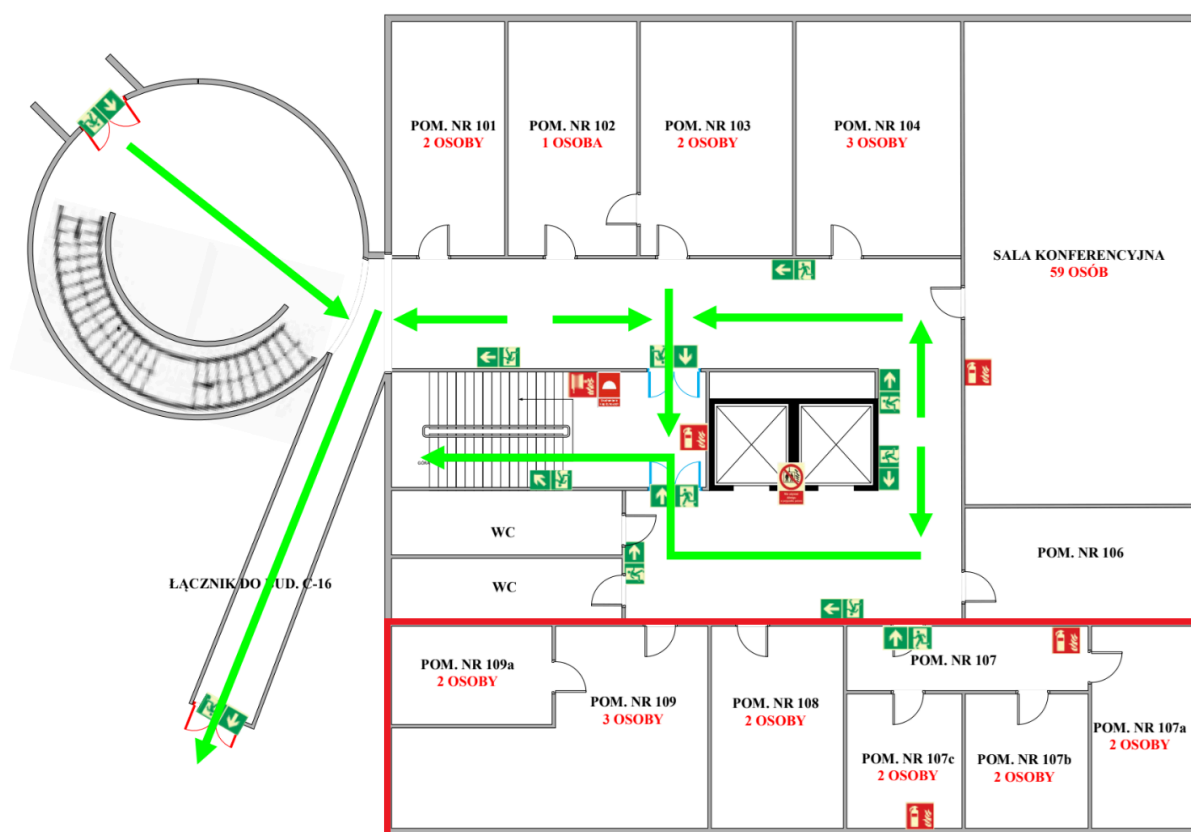 POM. NR 101
2 OSOBY
POM. NR 102
1 OSOBA
POM. NR 103
2 OSOBY
POM. NR 104
3 OSOBY
SALA KONFERENCYJNA
59 OSÓB
WC
WC
POM. NR 106
ŁĄCZNIK DO BUD. C-16
POM. NR 109a
2 OSOBY
POM. NR 109
3 OSOBY
POM. NR 108
2 OSOBY
POM. NR 107
POM. NR 107a
2 OSOBY
POM. NR 107c
2 OSOBY
POM. NR 107b
2 OSOBY